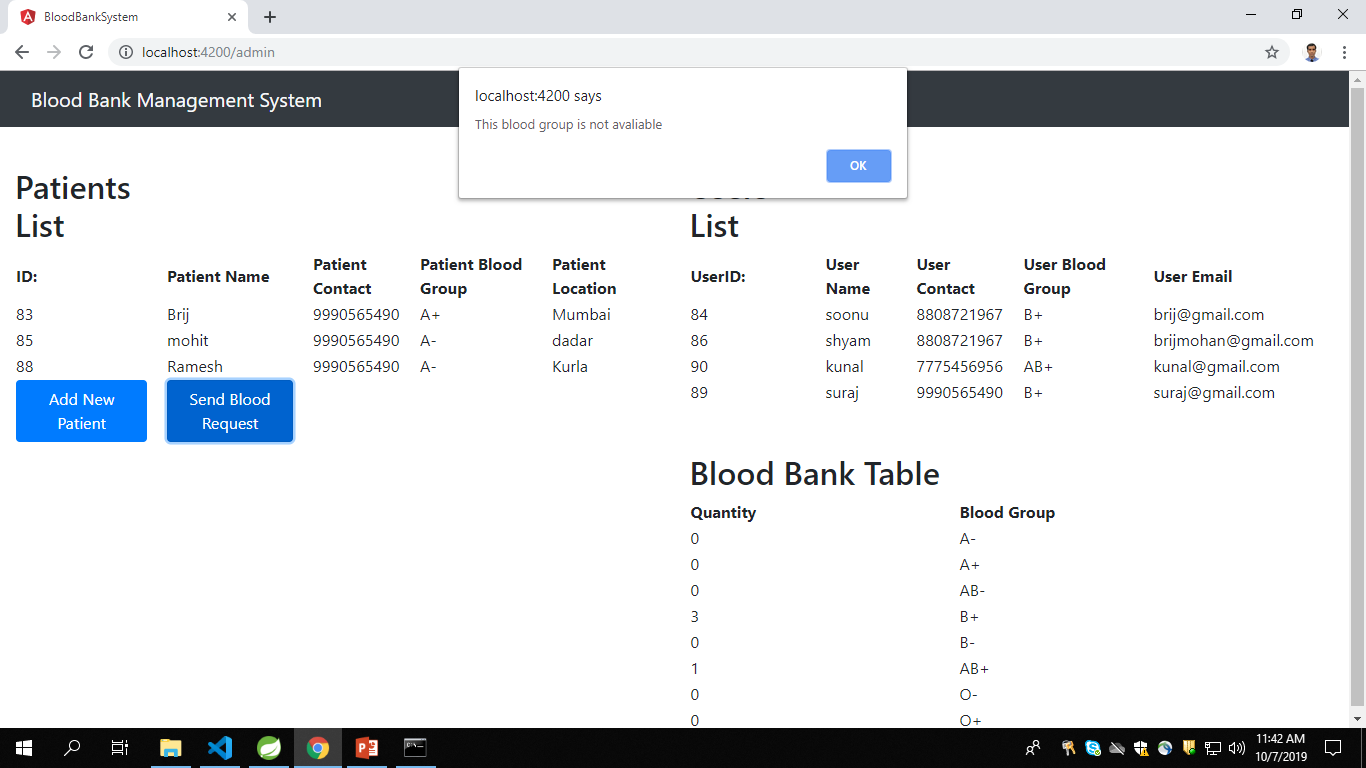 BloodBankSystem
localhost:4200/admin
Blood Bank Management System
localhost:4200 says
This blood group is not avaliable
OK
Patients
List
ID: Patient Name Patient Contact Patient Blood Group Patient Location
83 Brij 9990565490 A+ Mumbai
85 mohit 9990565490 A- dadar
88 Ramesh 9990565490 A- Kurla
Add New
Patient
Send Blood
Request
List
UserID: User Name User Contact User Blood Group User Email
84 soonu 8808721967 B+ brij@gmail.com
86 shyam 8808721967 B+ brijmohan@gmail.com
90 kunal 7775456956 AB+ kunal@gmail.com
89 suraj 9990565490 B+ suraj@gmail.com
Blood Bank Table
Quantity Blood Group
0 A-
0 A+
0 AB-
3 B+
0 B-
1 AB+
0 O-
0 O+
11:42 AM
10/7/2019